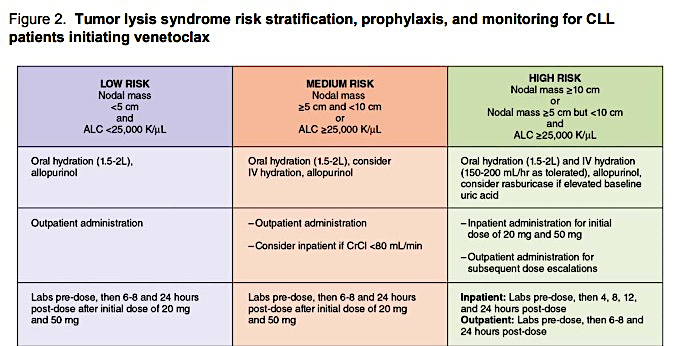 Figure 2. Tumor lysis syndrome risk stratification, prophylaxis, and monitoring for CLL
patients initiating venetoclax
LOW RISK
Nodal mass
<5 cm
and
ALC <25,000 K/µL
MEDIUM RISK
Nodal mass
≥5 cm and <10 cm
or
ALC ≥25,000 K/µL
HIGH RISK
Nodal mass ≥10 cm
or
Nodal mass ≥5 cm but <10 cm
and
ALC ≥25,000 K/µL
Oral hydration (1.5-2L),
allopurinol
Oral hydration (1.5-2L), consider
IV hydration, allopurinol
Oral hydration (1.5-2L) and IV hydration
(150-200 mL/hr as tolerated), allopurinol,
consider rasburicase if elevated baseline
uric acid
Outpatient administration
– Outpatient administration
– Consider inpatient if CrCl <80 mL/min
– Inpatient administration for initial
dose of 20 mg and 50 mg
– Outpatient administration for
subsequent dose escalations
Labs pre-dose, then 6-8 and 24 hours
post-dose after initial dose of 20 mg
and 50 mg
Labs pre-dose, then 6-8 and 24 hours
post-dose after initial dose of 20 mg
and 50 mg
Inpatient: Labs pre-dose, then 4, 8, 12,
and 24 hours post-dose
Outpatient: Labs pre-dose, then 6-8 and
24 hours post-dose